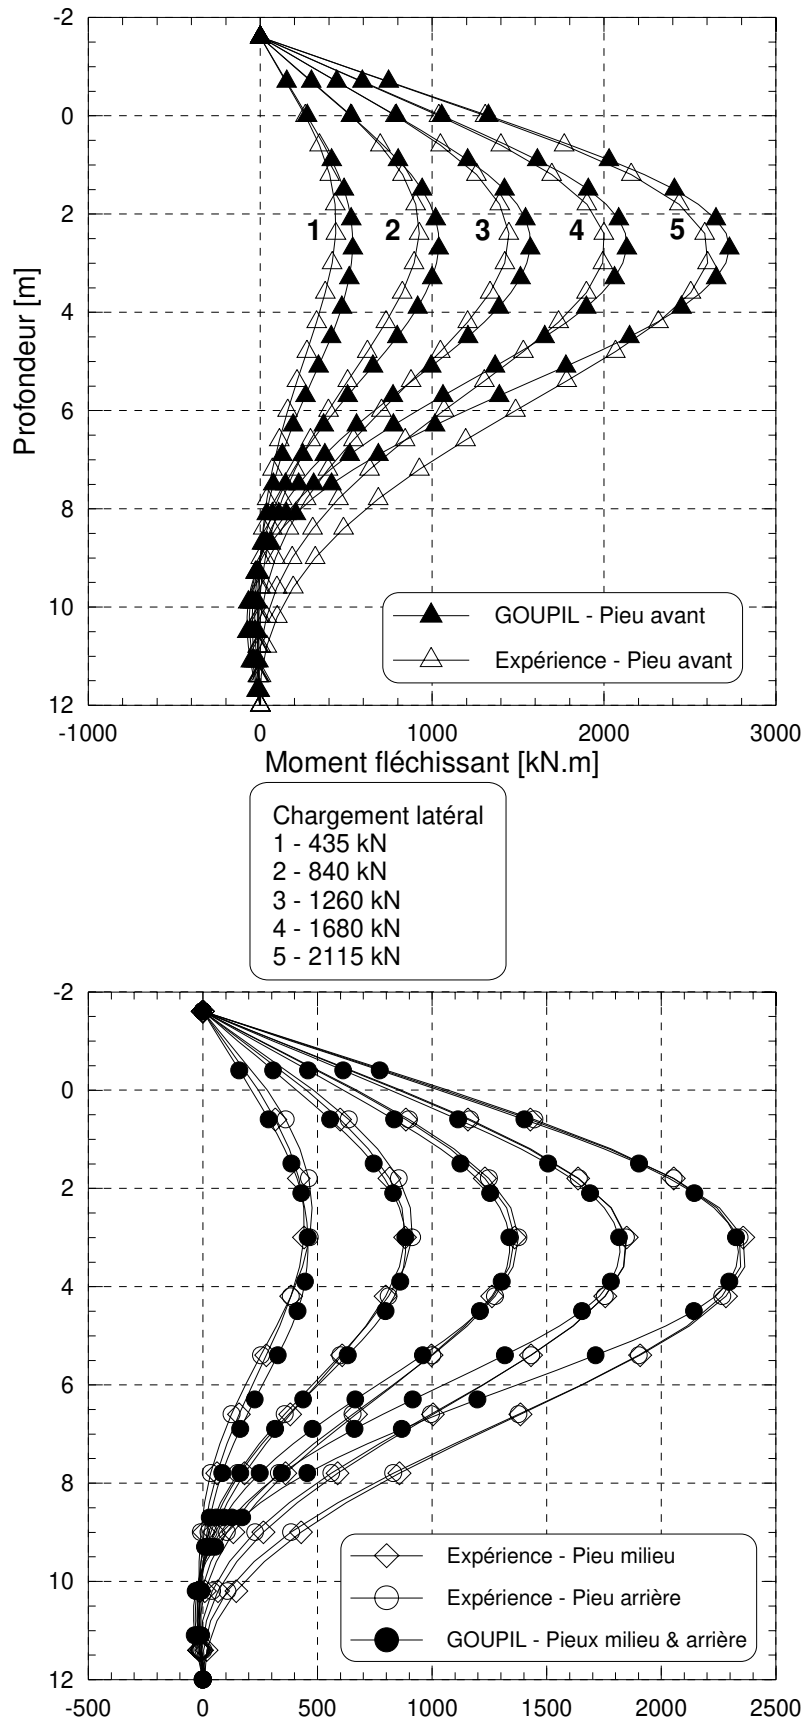 -2
0
2
4
6
8
10
12
Profondeur [m]
1 2 3 4 5
GOUPIL - Pieu avant
Expérience - Pieu avant
-1000 0 1000 2000 3000
Moment fléchissant [kN.m]
Chargement latéral
1 - 435 kN
2 - 840 kN
3 - 1260 kN
4 - 1680 kN
5 - 2115 kN
-2
0
2
4
6
8
10
12
Expérience - Pieu milieu
Expérience - Pieu arrière
GOUPIL - Pieux milieu & arrière
-500 0 500 1000 1500 2000 2500